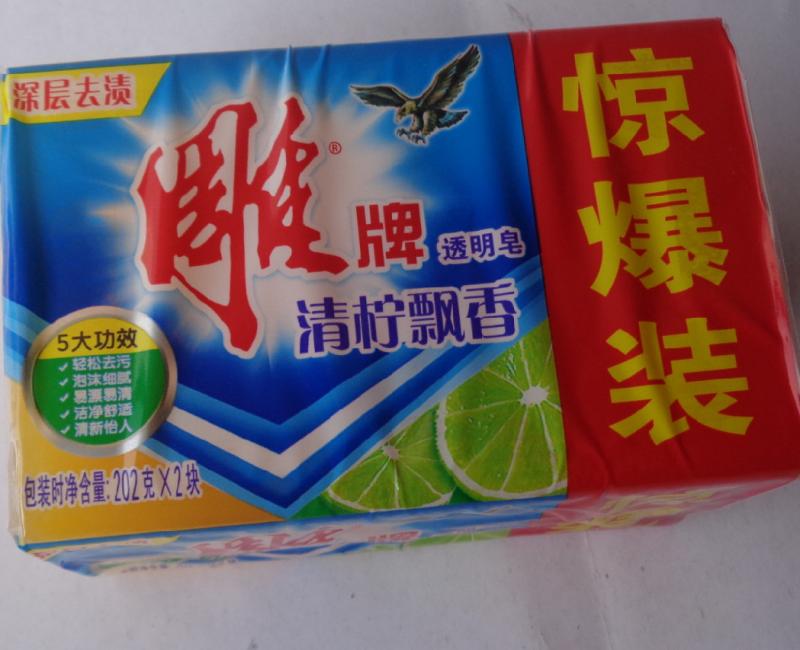 深层去渍
雕®
牌
透明皂
清柠飘香
5大功效
✓ 轻松去污
✓ 泡沫细腻
✓ 易漂易清
✓ 洁净舒适
✓ 清新怡人
包装时净含量: 202克×2块
惊爆装